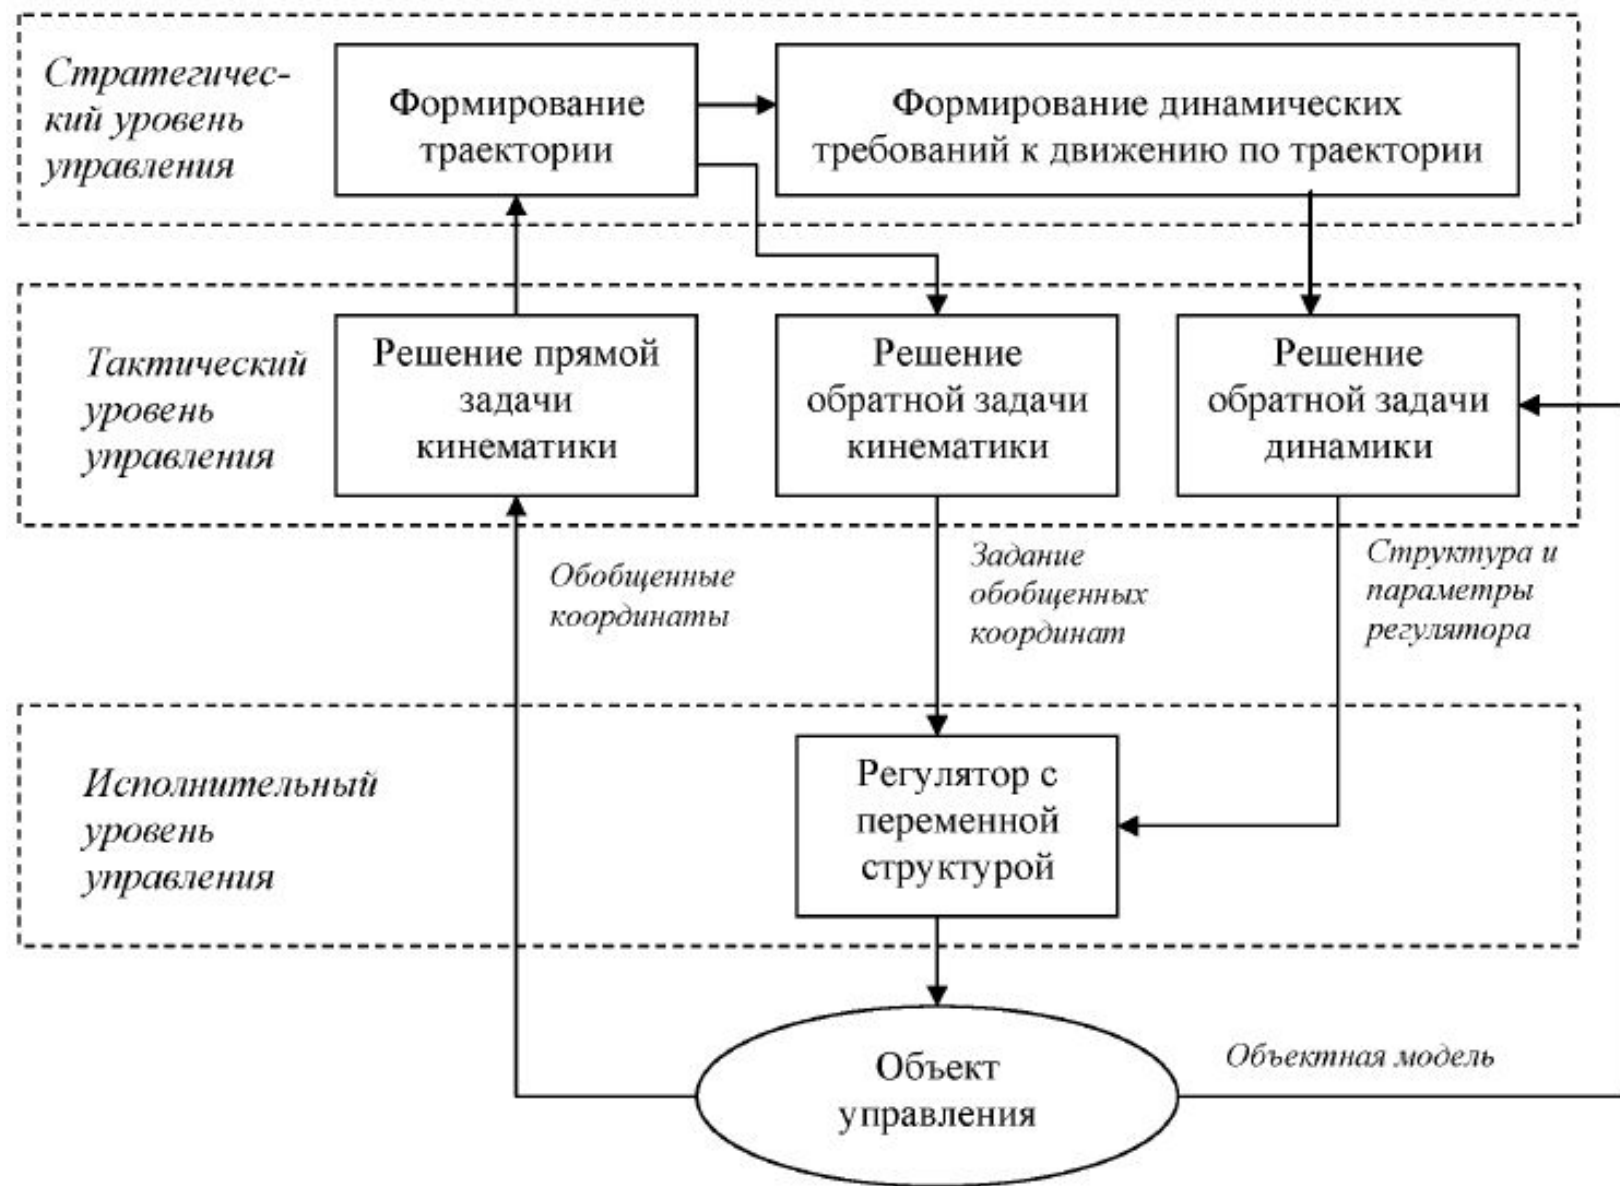 Стратегичес-
кий уровень
управления
Формирование
траектории
Формирование динамических
требований к движению по траектории
Тактический
уровень
управления
Решение прямой
задачи
кинематики
Решение
обратной задачи
кинематики
Решение
обратной задачи
динамики
Обобщенные
координаты
Задание
обобщенных
координат
Структура и
параметры
регулятора
Исполнительный
уровень
управления
Регулятор с
переменной
структурой
Объект
управления
Объектная модель